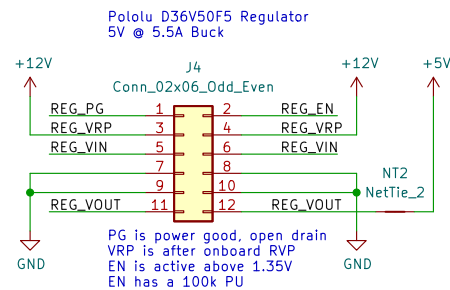 Pololu D36V50F5 Regulator
5V @ 5.5A Buck
+12V
J4
+12V
+5V
Conn_02x06_Odd_Even
REG_PG 1 2 REG_EN
REG_VRP 3 4 REG_VRP
REG_VIN 5 6 REG_VIN
7 8
NT2
9 10
NetTie_2
REG_VOUT 11 12 REG_VOUT
GND
PG is power good, open drain
VRP is after onboard RVP
EN is active above 1.35V
EN has a 100k PU
GND